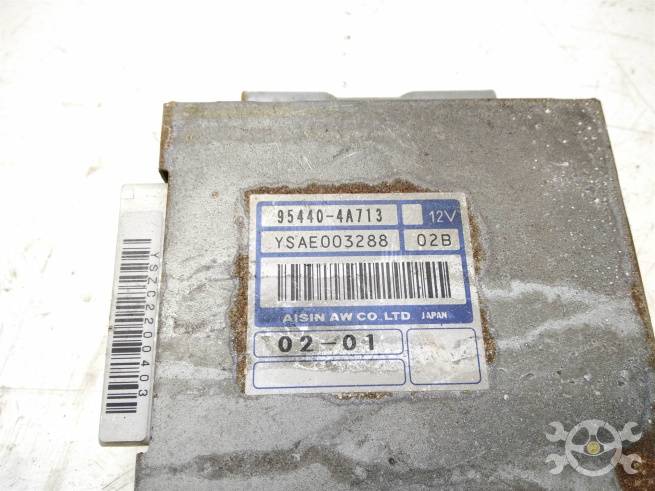 95440-4A713 12V
YSAE003288 02B
AISIN AW CO. LTD JAPAN
02-01
YSZC2200403